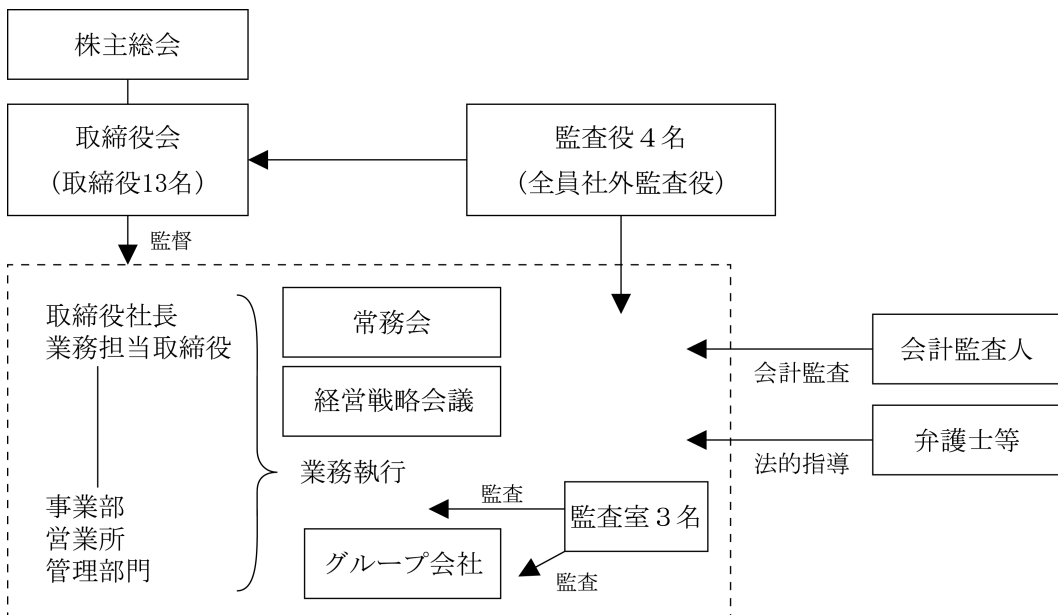 株主総会
取締役会
（取締役13名）
監査役４名
（全員社外監査役）
監督
取締役社長
業務担当取締役
常務会
経営戦略会議
会計監査人
会計監査
弁護士等
法的指導
業務執行
事業部
営業所
管理部門
監査
監査室３名
グループ会社
監査